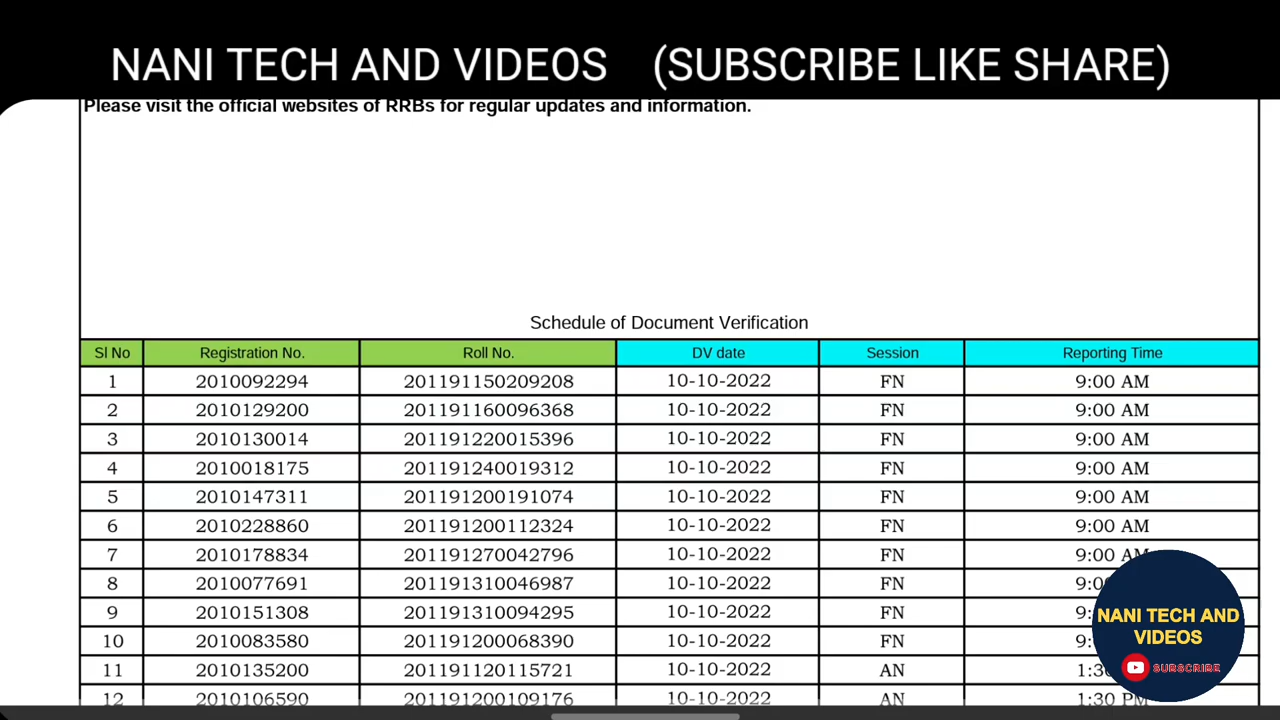 NANI TECH AND VIDEOS (SUBSCRIBE LIKE SHARE)
Please visit the official websites of RRBs for regular updates and information.
Schedule of Document Verification
Sl No Registration No. Roll No. DV date Session Reporting Time
1 2010092294 201191150209208 10-10-2022 FN 9:00 AM
2 2010129200 201191160096368 10-10-2022 FN 9:00 AM
3 2010130014 201191220015396 10-10-2022 FN 9:00 AM
4 2010018175 201191240019312 10-10-2022 FN 9:00 AM
5 2010147311 201191200191074 10-10-2022 FN 9:00 AM
6 2010228860 201191200112324 10-10-2022 FN 9:00 AM
7 2010178834 201191270042796 10-10-2022 FN 9:00 AM
8 2010077691 201191310046987 10-10-2022 FN
9 2010151308 201191310094295 10-10-2022 FN
10 2010083580 201191200068390 10-10-2022 FN
11 2010135200 201191120115721 10-10-2022 AN
12 2010106590 201191200109176 10-10-2022 AN 1:30 PM
NANI TECH AND
VIDEOS
SUBSCRIBE